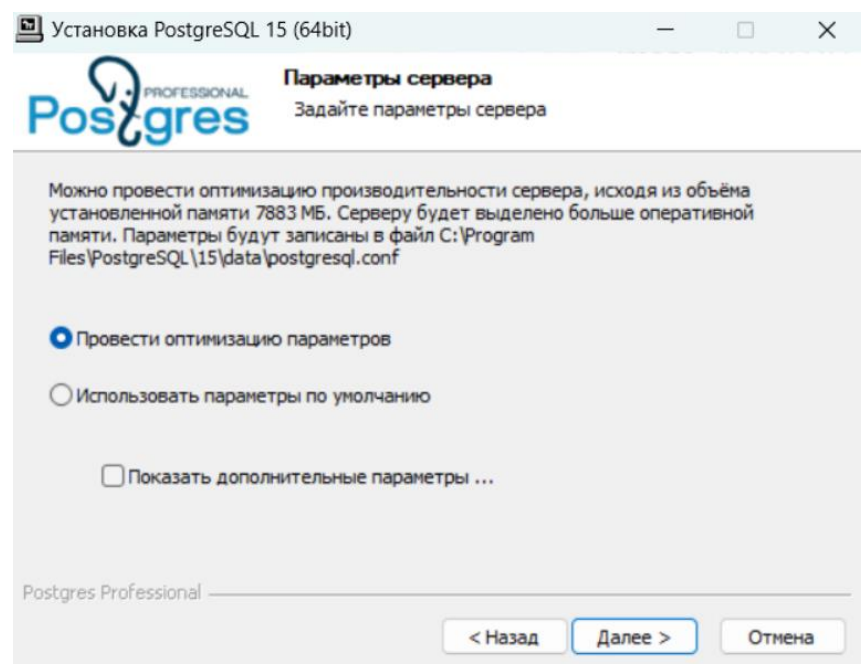 Установка PostgreSQL 15 (64bit)
Postgres PROFESSIONAL
Параметры сервера
Задайте параметры сервера
Можно провести оптимизацию производительности сервера, исходя из объёма
установленной памяти 7883 МБ. Серверу будет выделено больше оперативной
памяти. Параметры будут записаны в файл C:\Program
Files\PostgreSQL\15\data\postgresql.conf
Провести оптимизацию параметров
Использовать параметры по умолчанию
Показать дополнительные параметры ...
Postgres Professional
< Назад Далее > Отмена